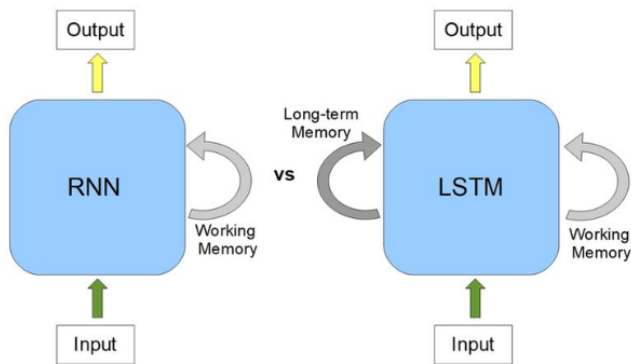 Output
RNN
Working
Memory
Input
vs
Output
Long-term
Memory
LSTM
Working
Memory
Input